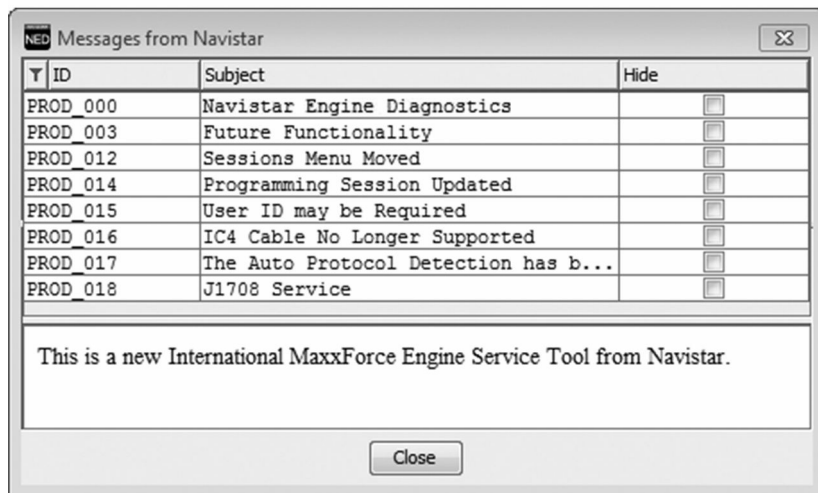 NED Messages from Navistar
ID Subject Hide
PROD_000 Navistar Engine Diagnostics
PROD_003 Future Functionality
PROD_012 Sessions Menu Moved
PROD_014 Programming Session Updated
PROD_015 User ID may be Required
PROD_016 IC4 Cable No Longer Supported
PROD_017 The Auto Protocol Detection has b...
PROD_018 J1708 Service
This is a new International MaxxForce Engine Service Tool from Navistar.
Close